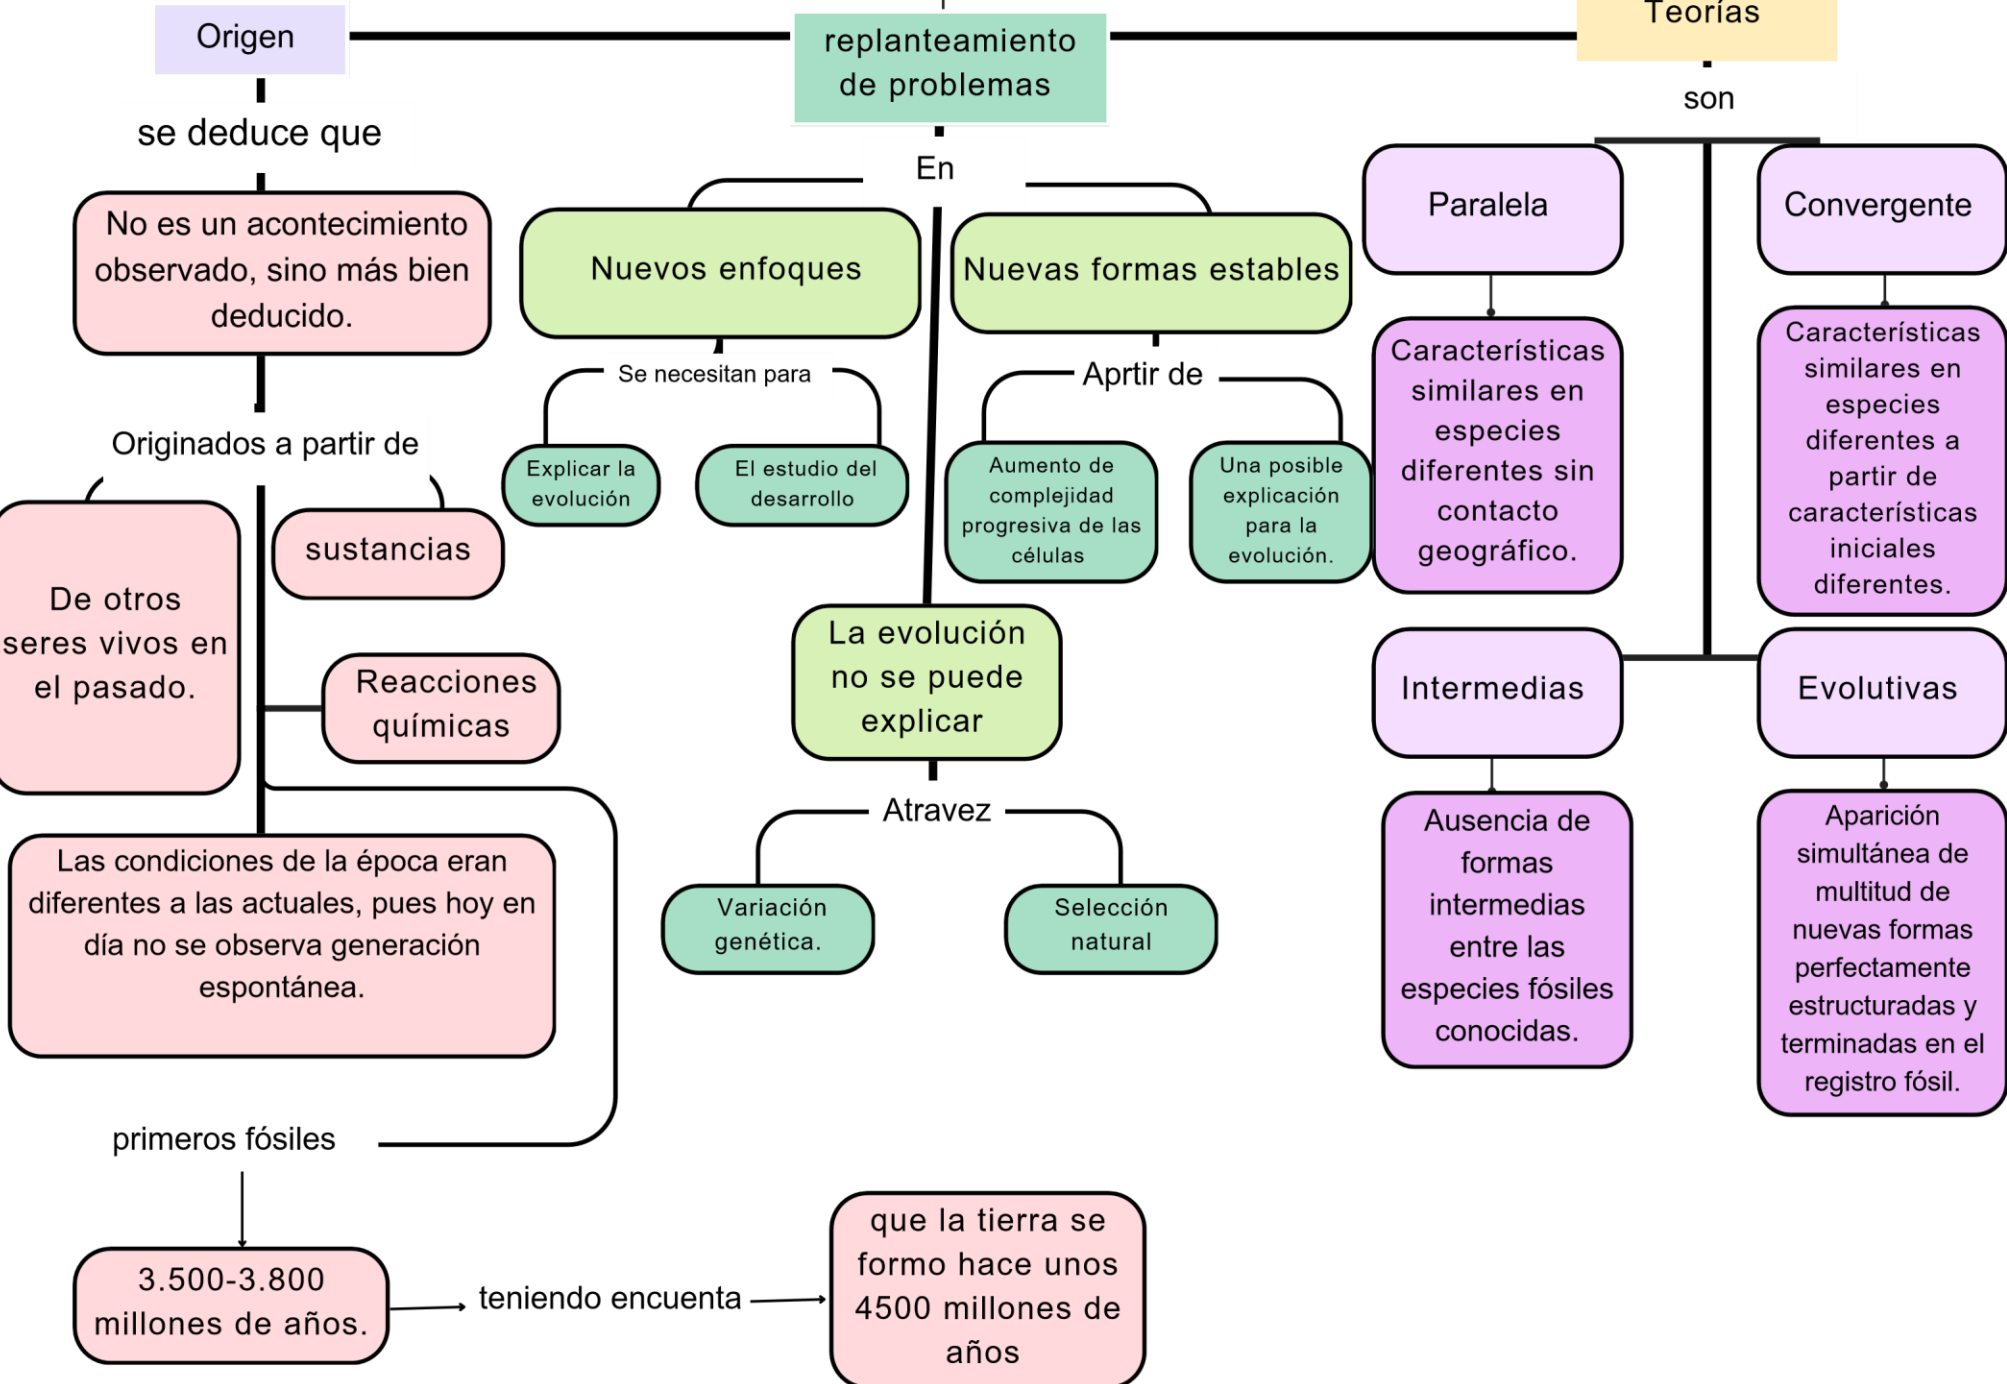 Origen
se deduce que
No es un acontecimiento
observado, sino más bien
deducido.
Originados a partir de
De otros
seres vivos en
el pasado.
sustancias
Reacciones
químicas
Las condiciones de la época eran
diferentes a las actuales, pues hoy en
día no se observa generación
espontánea.
primeros fósiles
3.500-3.800
millones de años.
teniendo encuenta
que la tierra se
formo hace unos
4500 millones de
años
replanteamiento
de problemas
En
Nuevos enfoques
Se necesitan para
Explicar la
evolución
El estudio del
desarrollo
Nuevas formas estables
Aprtir de
Aumento de
complejidad
progresiva de las
células
Una posible
explicación
para la
evolución.
La evolución
no se puede
explicar
Atravez
Variación
genética.
Selección
natural
Teorías
son
Paralela
Característísticas
similares en
especies
diferentes sin
contacto
geográfico.
Convergente
Característísticas
similares en
especies
diferentes a
partir de
características
iniciales
diferentes.
Intermedias
Ausencia de
formas
intermedias
entre las
especies fósiles
conocidas.
Evolutivas
Aparición
simultánea de
multitud de
nuevas formas
perfectamente
estructuradas y
terminadas en el
registro fósil.